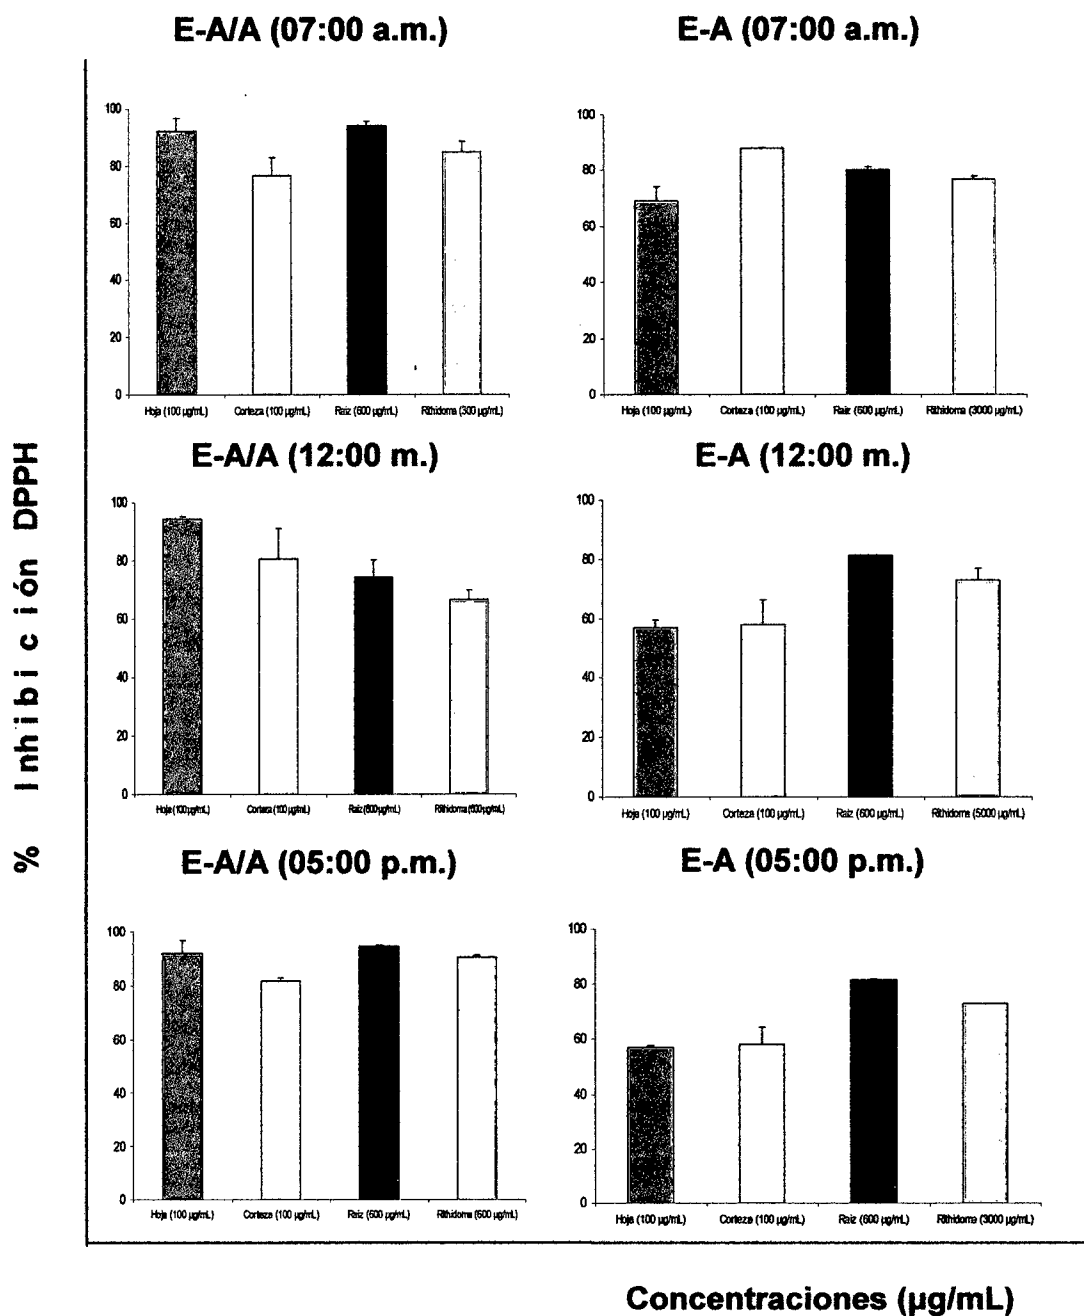 E-A/A (07:00 a.m.)
E-A (07:00 a.m.)
100
80
60
40
20
0
Hoja (100 µg/mL) Corteza (100 µg/mL) Raiz (600 µg/mL) Rithidoma (300 µg/mL)
100
80
60
40
20
0
Hoja (100 µg/mL) Corteza (100 µg/mL) Raiz (600 µg/mL) Rithidoma (3000 µg/mL)
E-A/A (12:00 m.)
E-A (12:00 m.)
100
80
60
40
20
0
Hoja (100 µg/mL) Corteza (100 µg/mL) Raiz (600 µg/mL) Rithidoma (600 µg/mL)
100
80
60
40
20
0
Hoja (100 µg/mL) Corteza (100 µg/mL) Raiz (600 µg/mL) Rithidoma (5000 µg/mL)
E-A/A (05:00 p.m.)
E-A (05:00 p.m.)
100
80
60
40
20
0
Hoja (100 µg/mL) Corteza (100 µg/mL) Raiz (600 µg/mL) Rithidoma (600 µg/mL)
100
80
60
40
20
0
Hoja (100 µg/mL) Corteza (100 µg/mL) Raiz (600 µg/mL) Rithidoma (3000 µg/mL)
% Inhibición DPPH
Concentraciones (µg/mL)